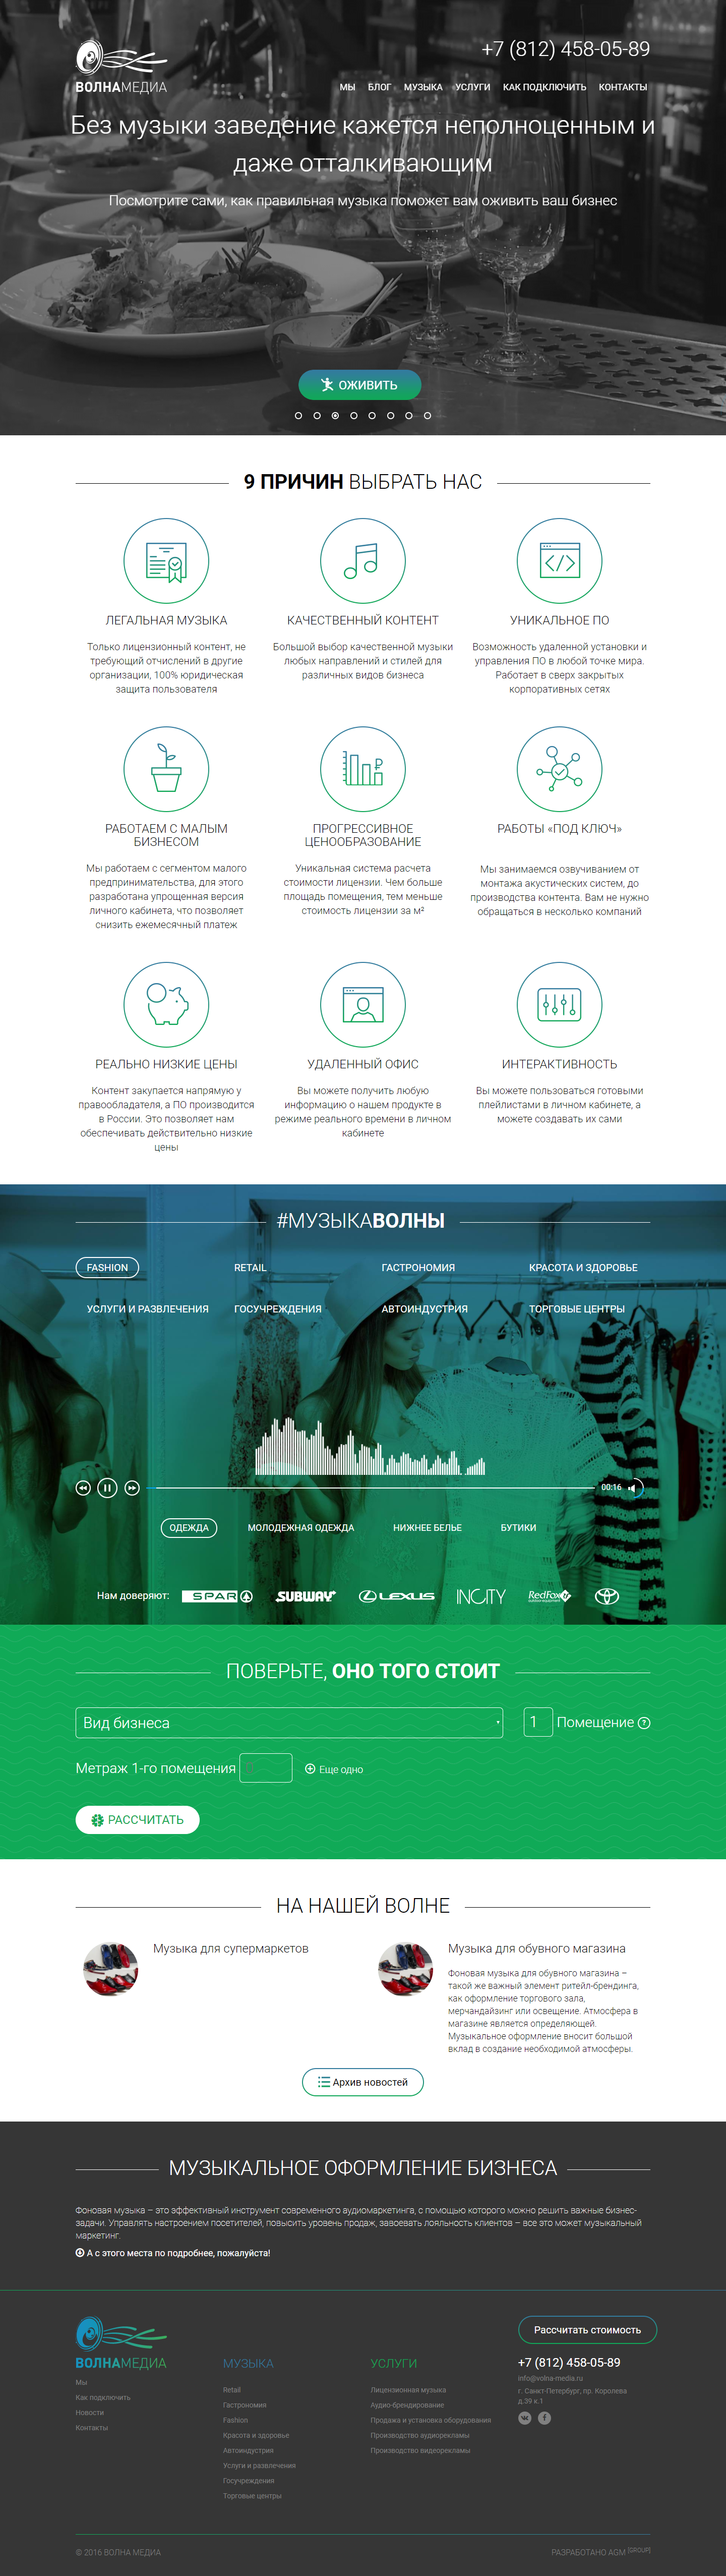 +7 (812) 458-05-89
ВОЛНАМЕДИА
МЫ БЛОГ МУЗЫКА УСЛУГИ КАК ПОДКЛЮЧИТЬ КОНТАКТЫ
Без музыки заведение кажется неполноценным и
даже отталкивающим
Посмотрите сами, как правильная музыка поможет вам оживить ваш бизнес
ОЖИВИТЬ
9 ПРИЧИН ВЫБРАТЬ НАС
ЛЕГАЛЬНАЯ МУЗЫКА
Только лицензионный контент, не
требующий отчислений в другие
организации, 100% юридическая
защита пользователя
КАЧЕСТВЕННЫЙ КОНТЕНТ
Большой выбор качественной музыки
любых направлений и стилей для
различных видов бизнеса
УНИКАЛЬНОЕ ПО
Возможность удаленной установки и
управления ПО в любой точке мира.
Работает в сверх закрытых
корпоративных сетях
РАБОТАЕМ С МАЛЫМ
БИЗНЕСОМ
Мы работаем с сегментом малого
предпринимательства, для этого
разработана упрощенная версия
личного кабинета, что позволяет
снизить ежемесячный платеж
ПРОГРЕССИВНОЕ
ЦЕНООБРАЗОВАНИЕ
Уникальная система расчета
стоимости лицензии. Чем больше
площадь помещения, тем меньше
стоимость лицензии за м²
РАБОТЫ «ПОД КЛЮЧ»
Мы занимаемся озвучиванием от
монтажа акустических систем, до
производства контента. Вам не нужно
обращаться в несколько компаний
РЕАЛЬНО НИЗКИЕ ЦЕНЫ
Контент закупается напрямую у
правообладателя, а ПО производится
в России. Это позволяет нам
обеспечивать действительно низкие
цены
УДАЛЕННЫЙ ОФИС
Вы можете получить любую
информацию о нашем продукте в
режиме реального времени в личном
кабинете
ИНТЕРАКТИВНОСТЬ
Вы можете пользоваться готовыми
плейлистами в личном кабинете, а
можете создавать их сами
#МУЗЫКАВОЛНЫ
FASHION RETAIL ГАСТРОНОМИЯ КРАСОТА И ЗДОРОВЬЕ
УСЛУГИ И РАЗВЛЕЧЕНИЯ ГОСУЧРЕЖДЕНИЯ АВТОИНДУСТРИЯ ТОРГОВЫЕ ЦЕНТРЫ
00:16
ОДЕЖДА МОЛОДЕЖНАЯ ОДЕЖДА НИЖНЕЕ БЕЛЬЕ БУТИКИ
Нам доверяют: SPAR SUBWAY LEXUS INCITY RedFox
ПОВЕРЬТЕ, ОНО ТОГО СТОИТ
Вид бизнеса 1 Помещение ?
Метраж 1-го помещения 0 Еще одно
РАССЧИТАТЬ
НА НАШЕЙ ВОЛНЕ
Музыка для супермаркетов
Музыка для обувного магазина
Фоновая музыка для обувного магазина –
такой же важный элемент ритейл-брендинга,
как оформление торгового зала,
мерчандайзинг или освещение. Атмосфера в
магазине является определяющей.
Музыкальное оформление вносит большой
вклад в создание необходимой атмосферы.
Архив новостей
МУЗЫКАЛЬНОЕ ОФОРМЛЕНИЕ БИЗНЕСА
Фоновая музыка – это эффективный инструмент современного аудиомаркетинга, с помощью которого можно решить важные бизнес-
задачи. Управлять настроением посетителей, повысить уровень продаж, завоевать лояльность клиентов – все это может музыкальный
маркетинг.
А с этого места по подробнее, пожалуйста!
ВОЛНАМЕДИА
Мы
Как подключить
Новости
Контакты
МУЗЫКА
Retail
Гастрономия
Fashion
Красота и здоровье
Автоиндустрия
Услуги и развлечения
Госучреждения
Торговые центры
УСЛУГИ
Лицензионная музыка
Аудио-брендирование
Продажа и установка оборудования
Производство аудиорекламы
Производство видеорекламы
Рассчитать стоимость
+7 (812) 458-05-89
info@volna-media.ru
г. Санкт-Петербург, пр. Королева
д.39 к.1
© 2016 ВОЛНА МЕДИА
РАЗРАБОТАНО AGM [GROUP]